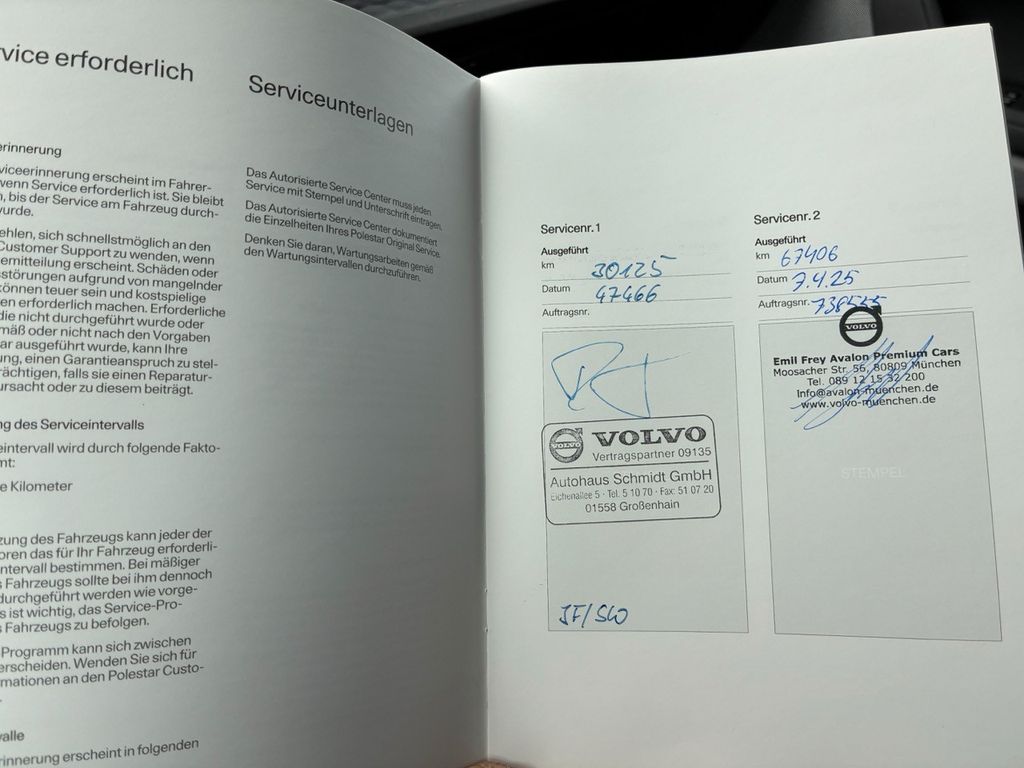 rvice erforderlich
erinnerung
viceerinnerung erscheint im Fahrer-
wenn Service erforderlich ist. Sie bleibt
n, bis der Service am Fahrzeug durch-
wurde.
ehlen, sich schnellstmöglich an den
Customer Support zu wenden, wenn
emitteilung erscheint. Schäden oder
sstörungen aufgrund von mangelnder
können teuer sein und kostspielige
en erforderlich machen. Erforderliche
die nicht durchgeführt wurde oder
mäß oder nicht nach den Vorgaben
ar ausgeführt wurde, kann Ihre
ung, einen Garantieanspruch zu stel-
trächtigen, falls sie einen Reparatur-
ursacht oder zu diesem beiträgt.
ng des Serviceintervalls
eintervall wird durch folgende Fakto-
mt:
e Kilometer
zung des Fahrzeugs kann jeder der
oren das für Ihr Fahrzeug erforderli-
ntervall bestimmen. Bei mäßiger
s Fahrzeugs sollte bei ihm dennoch
durchgeführt werden wie vorge-
s ist wichtig, das Service-Pro-
s Fahrzeugs zu befolgen.
-Programm kann sich zwischen
erscheiden. Wenden Sie sich für
mationen an den Polestar Custo-
.
valle
rinnerung erscheint in folgenden
Serviceunterlagen
Das Autorisierte Service Center muss jeden
Service mit Stempel und Unterschrift eintragen.
Das Autorisierte Service Center dokumentiert
die Einzelheiten Ihres Polestar Original Service.
Denken Sie daran, Wartungsarbeiten gemäß
den Wartungsintervallen durchzuführen.
Servicenr. 1
Ausgeführt
km 30125
Datum 47466
Auftragsnr.
VOLVO
VOLVO
Vertragspartner 09135
Autohaus Schmidt GmbH
Eichenallee 5 · Tel. 5 10 70 · Fax: 51 07 20
01558 Großenhain
JF/SLO
Servicenr. 2
Ausgeführt
km 67406
Datum 7.4.25
Auftragsnr.
VOLVO
Emil Frey Avalon Premium Cars
Moosacher Str. 56, 80809 München
Tel. 089 12 15 32 200
Info@avalon-muenchen.de
www.volvo-muenchen.de
STEMPEL